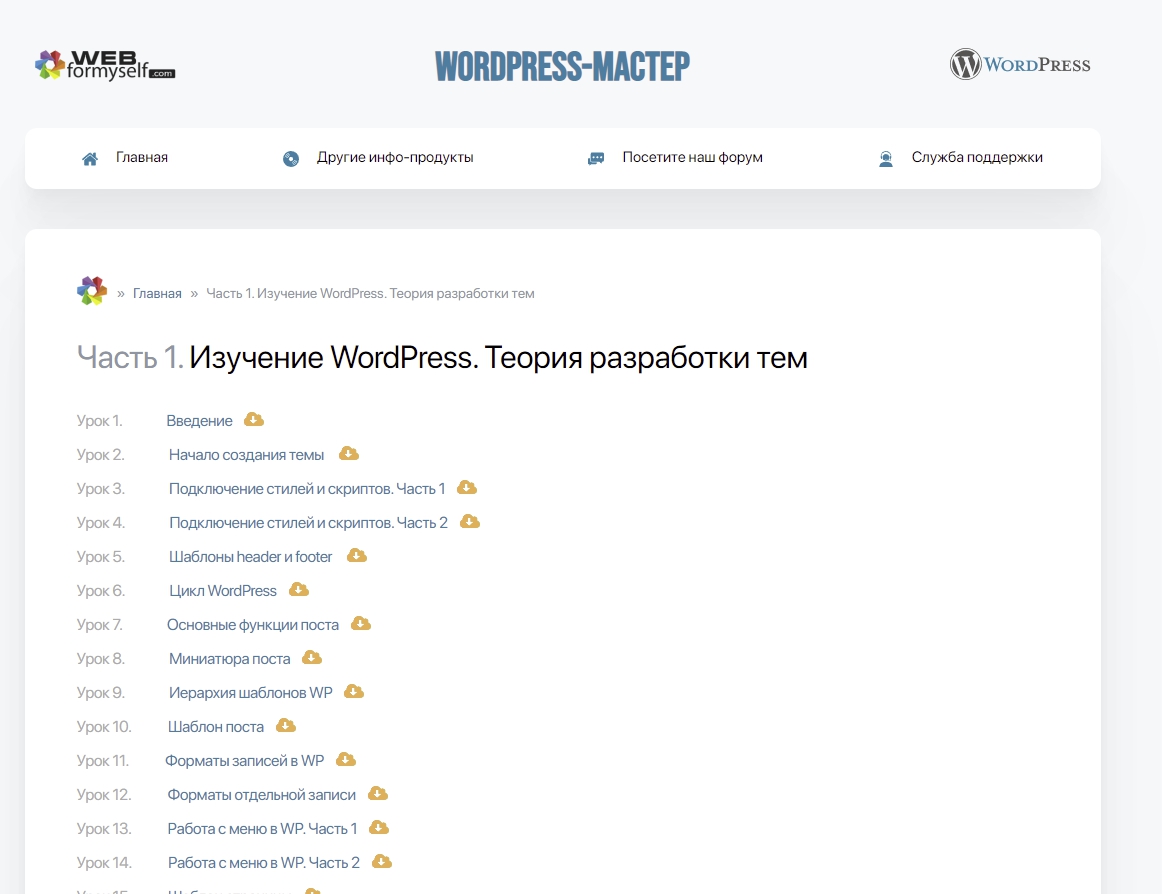 WEB
formyself.com
WORDPRESS-МАСТЕР
WORDPRESS
Главная
Другие инфо-продукты
Посетите наш форум
Служба поддержки
» Главная » Часть 1. Изучение WordPress. Теория разработки тем
Часть 1. Изучение WordPress. Теория разработки тем
Урок 1. Введение
Урок 2. Начало создания темы
Урок 3. Подключение стилей и скриптов. Часть 1
Урок 4. Подключение стилей и скриптов. Часть 2
Урок 5. Шаблоны header и footer
Урок 6. Цикл WordPress
Урок 7. Основные функции поста
Урок 8. Миниатюра поста
Урок 9. Иерархия шаблонов WP
Урок 10. Шаблон поста
Урок 11. Форматы записей в WP
Урок 12. Форматы отдельной записи
Урок 13. Работа с меню в WP. Часть 1
Урок 14. Работа с меню в WP. Часть 2